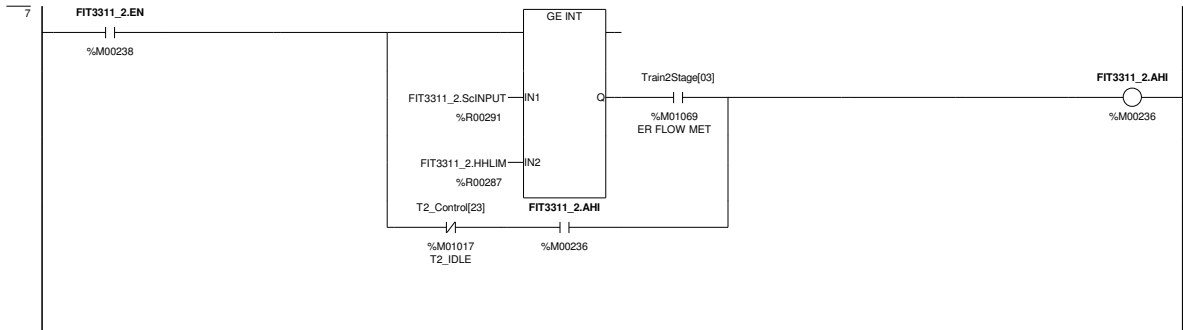 7
FIT3311_2.EN
%M00238
GE INT
FIT3311_2.ScINPUT
IN1
Q
%R00291
Train2Stage[03]
%M01069
ER FLOW MET
FIT3311_2.AHI
%M00236
FIT3311_2.HHLIM
IN2
%R00287
T2_Control[23]
FIT3311_2.AHI
%M01017
%M00236
T2_IDLE